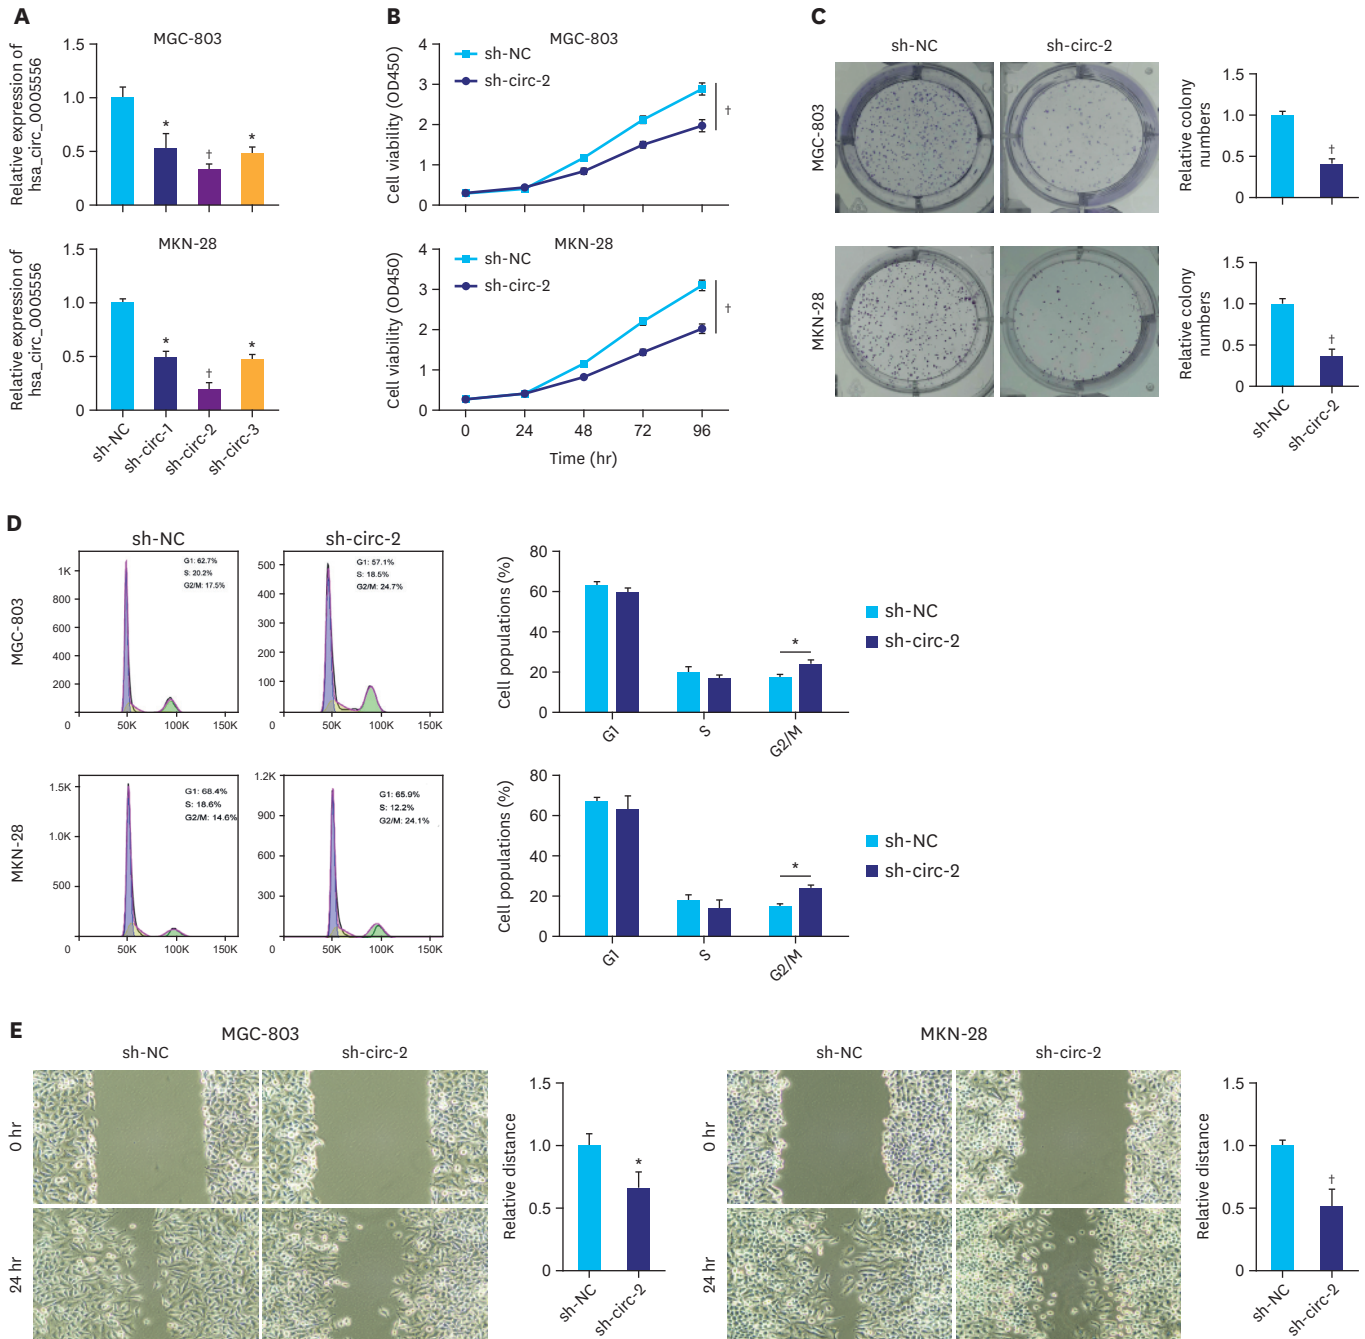 A
MGC-803
Relative expression of
hsa_circ_0005556
1.5
1.0
0.5
0
*
†
*
MKN-28
Relative expression of
hsa_circ_0005556
1.5
1.0
0.5
0
*
†
*
sh-NC
sh-circ-1
sh-circ-2
sh-circ-3
B
MGC-803
sh-NC
sh-circ-2
Cell viability (OD450)
4
3
2
1
0
†
MKN-28
sh-NC
sh-circ-2
Cell viability (OD450)
4
3
2
1
0
†
0 24 48 72 96
Time (hr)
C
sh-NC sh-circ-2
MGC-803
Relative colony
numbers
1.5
1.0
0.5
0
†
MKN-28
Relative colony
numbers
1.5
1.0
0.5
0
†
sh-NC
sh-circ-2
D
sh-NC sh-circ-2
MGC-803
1K
800
600
400
200
0 50K 100K 150K
G1: 62.7%
S: 20.2%
G2/M: 17.5%
500
400
300
200
100
0 50K 100K 150K
G1: 57.1%
S: 18.5%
G2/M: 24.7%
Cell populations (%)
80
60
40
20
0
*
G1 S G2/M
sh-NC
sh-circ-2
MKN-28
1.5K
1.0K
500
0 50K 100K 150K
G1: 68.4%
S: 18.6%
G2/M: 14.6%
1.2K
900
600
300
0 50K 100K 150K
G1: 65.9%
S: 12.2%
G2/M: 24.1%
Cell populations (%)
80
60
40
20
0
*
G1 S G2/M
sh-NC
sh-circ-2
E
MGC-803
sh-NC sh-circ-2
0 hr
24 hr
Relative distance
1.5
1.0
0.5
0
*
sh-NC
sh-circ-2
MKN-28
sh-NC sh-circ-2
0 hr
24 hr
Relative distance
1.5
1.0
0.5
0
†
sh-NC
sh-circ-2